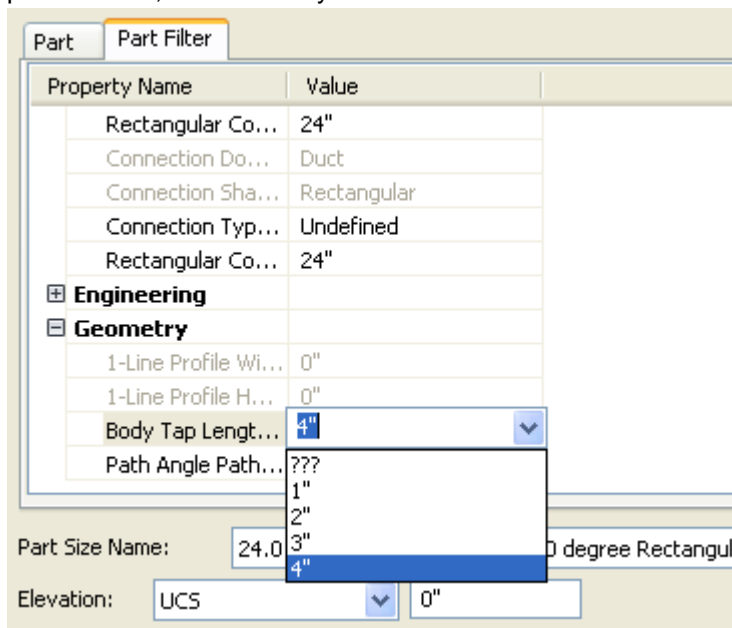 Part Part Filter
Property Name Value
Rectangular Co... 24"
Connection Do... Duct
Connection Sha... Rectangular
Connection Typ... Undefined
Rectangular Co... 24"
Engineering
Geometry
1-Line Profile Wi... 0"
1-Line Profile H... 0"
Body Tap Lengt... 4"
Path Angle Path... ???
1"
2"
3"
4"
Part Size Name: 24.0 0 degree Rectangul
Elevation: UCS 0"